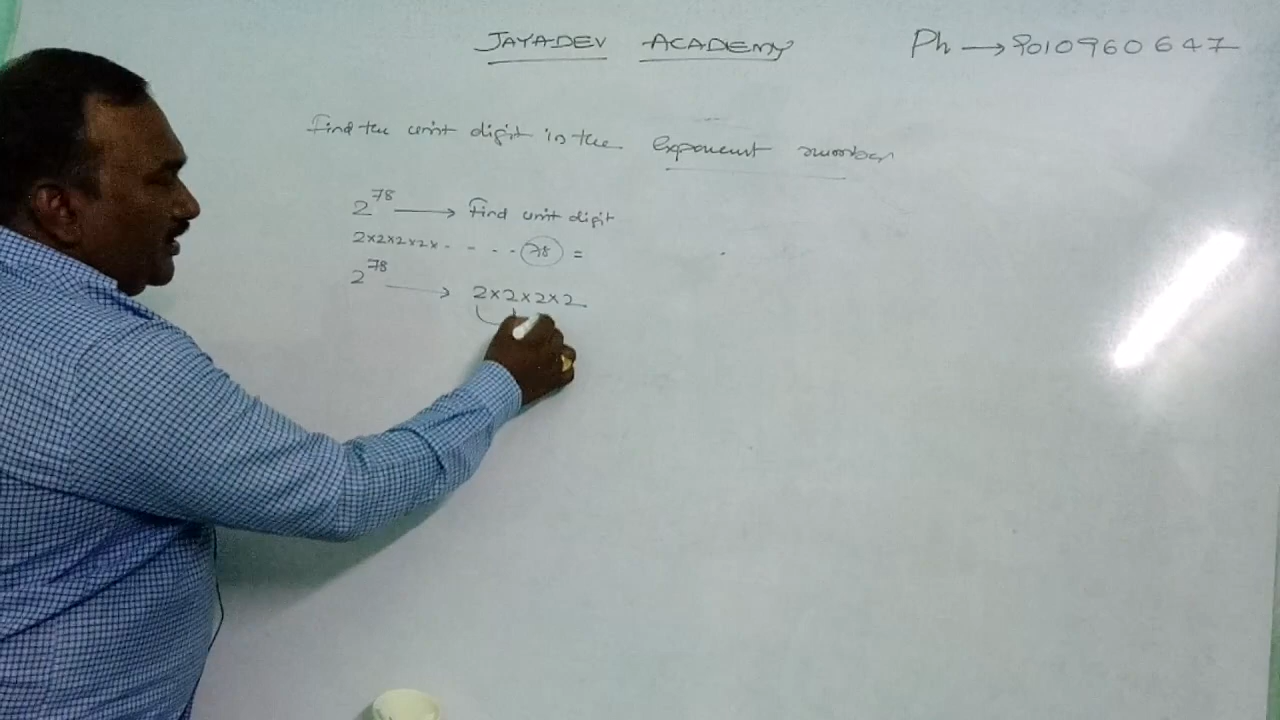 JAYADEV ACADEMY Ph → 9010960647
Find the unit digit in the Exponent number
2^78 → Find unit digit
2×2×2×2×- - - - - 78 =
2^78 → 2×2×2×2